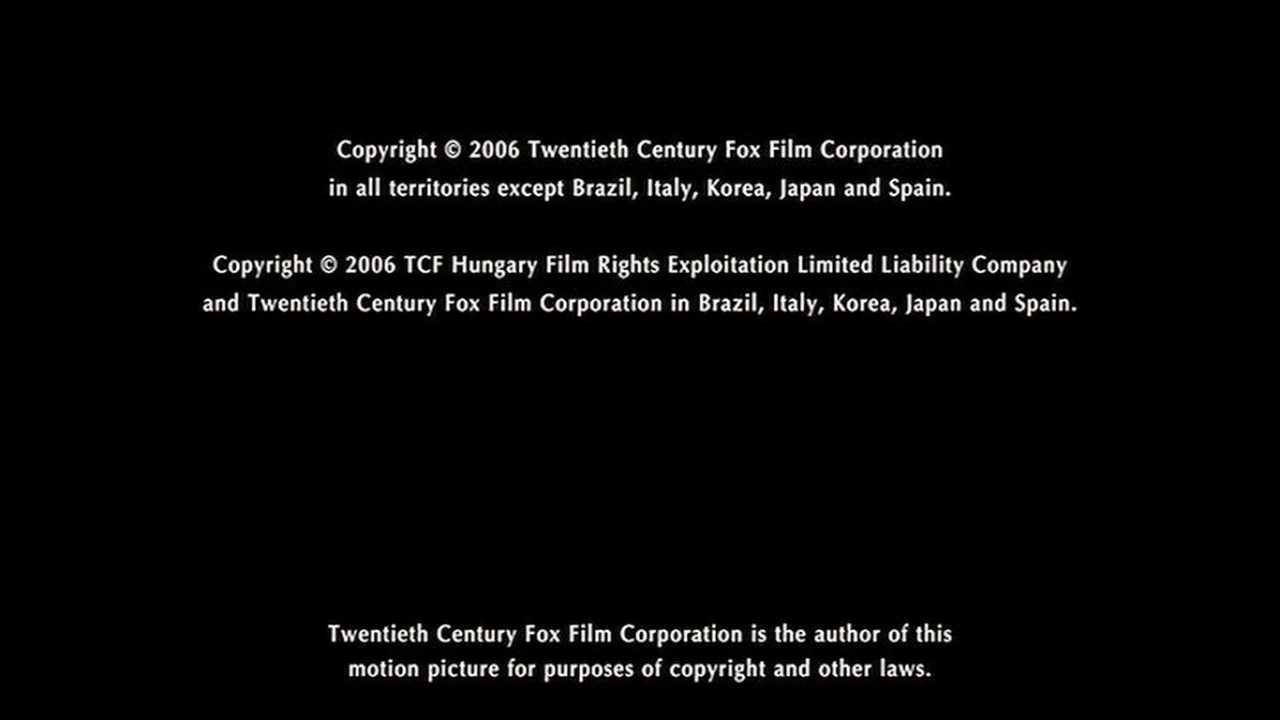 Copyright © 2006 Twentieth Century Fox Film Corporation
in all territories except Brazil, Italy, Korea, Japan and Spain.
Copyright © 2006 TCF Hungary Film Rights Exploitation Limited Liability Company
and Twentieth Century Fox Film Corporation in Brazil, Italy, Korea, Japan and Spain.
Twentieth Century Fox Film Corporation is the author of this
motion picture for purposes of copyright and other laws.